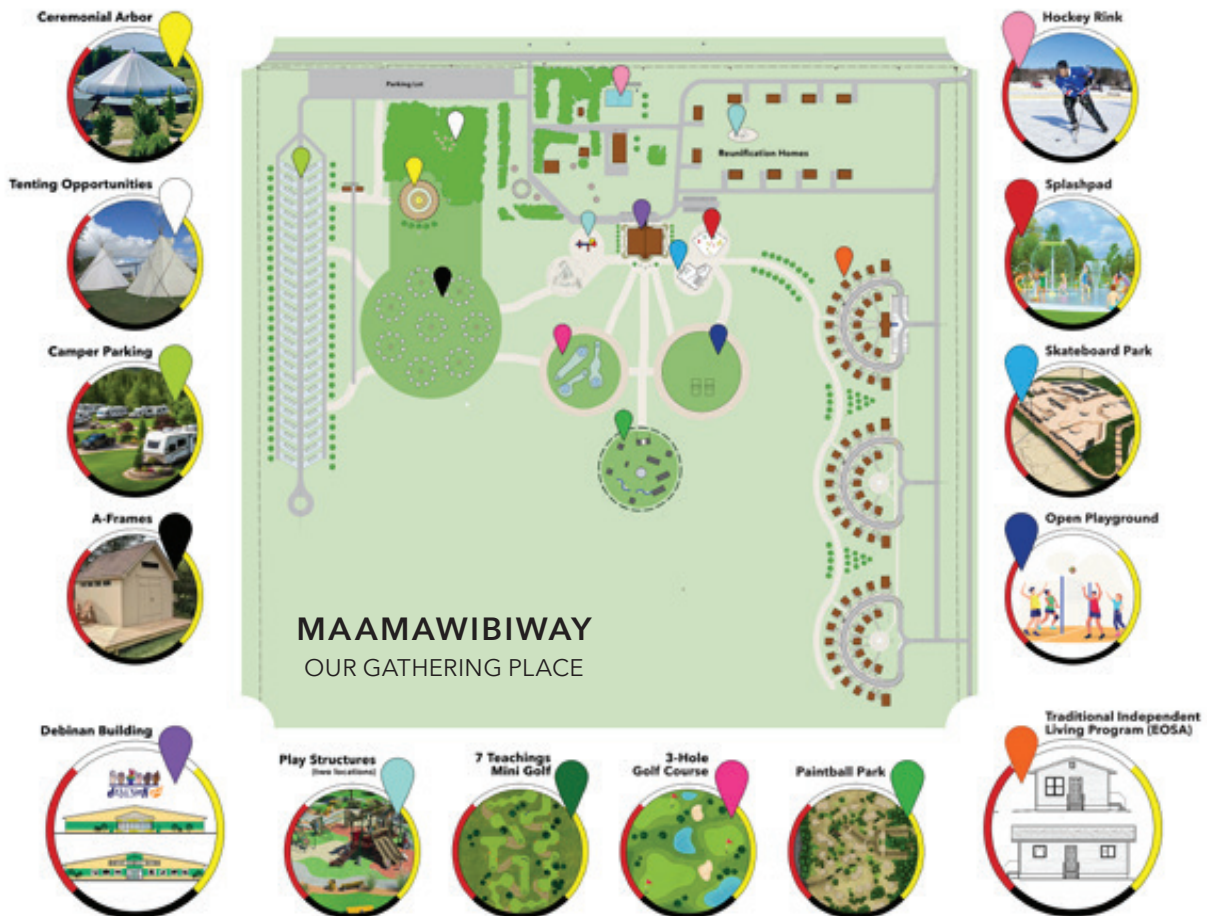 Ceremonial Arbor
Hockey Rink
Parking Lot
Reunification Homes
Tenting Opportunities
Splashpad
Camper Parking
Skateboard Park
A-Frames
Open Playground
MAAMAWIBIWAY
OUR GATHERING PLACE
Debinan Building
Play Structures
(two locations)
7 Teachings
Mini Golf
3-Hole
Golf Course
Paintball Park
Traditional Independent
Living Program (EOSA)